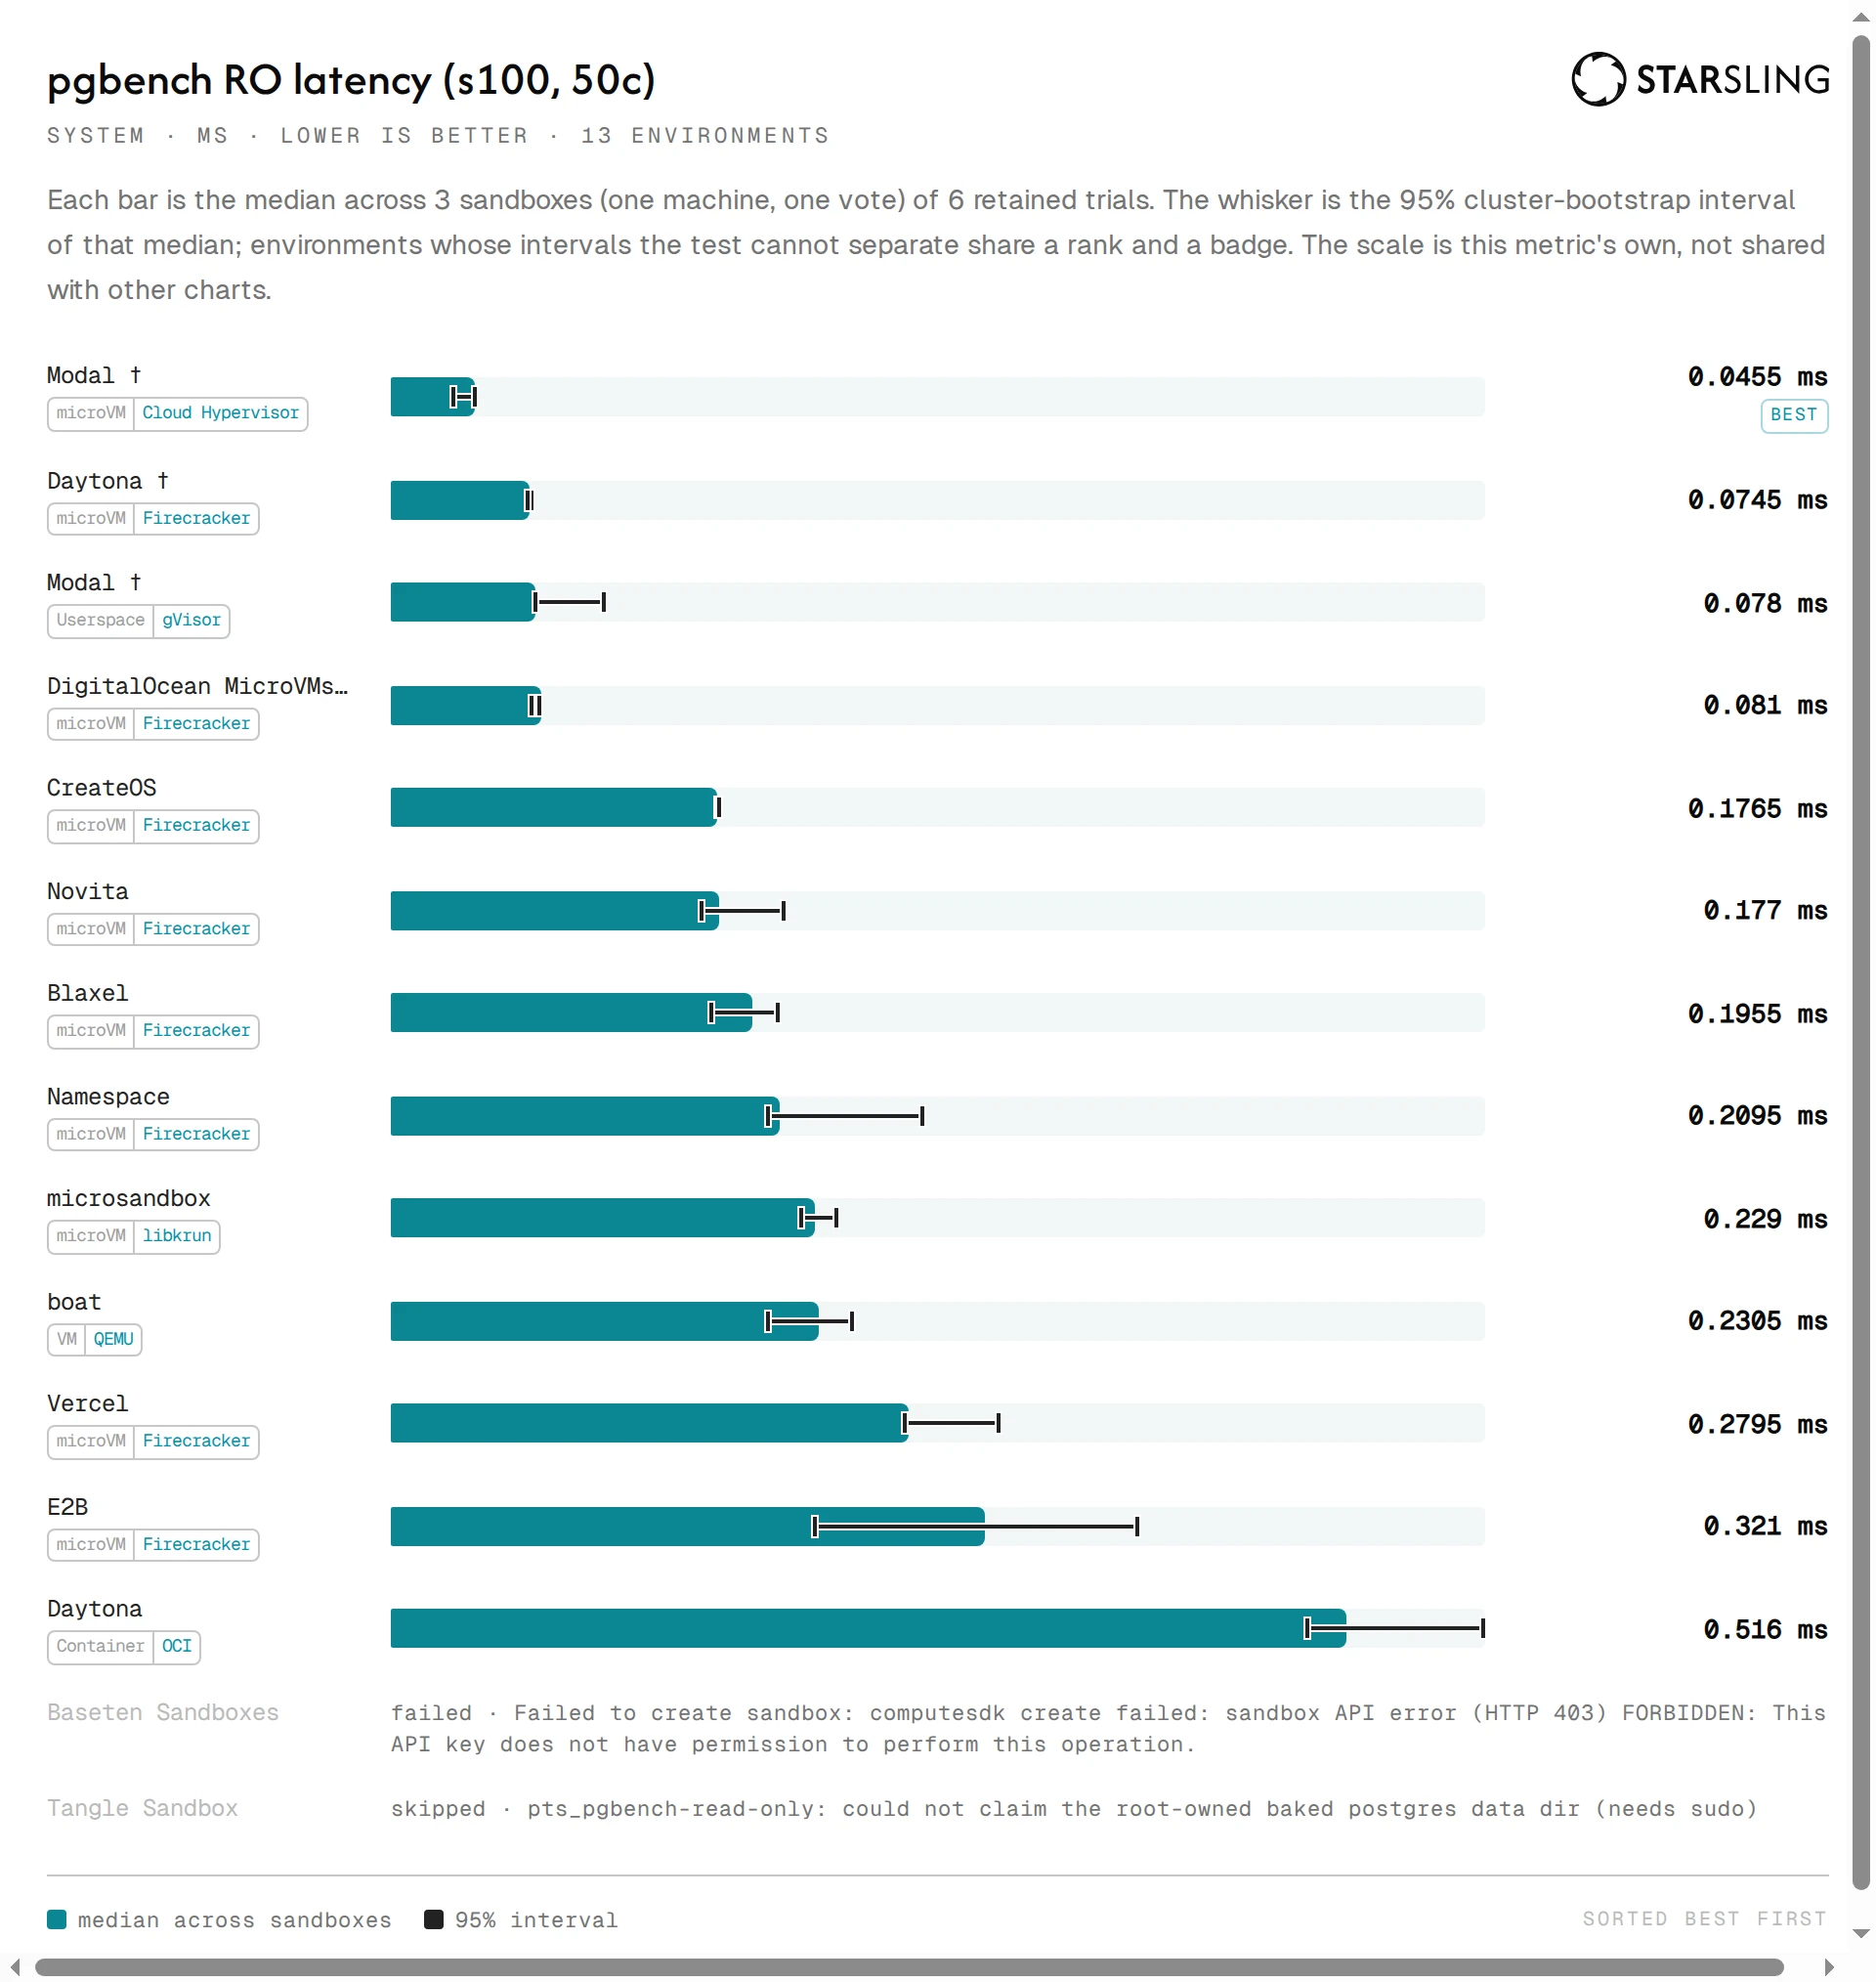 pgbench RO latency (s100, 50c)
STARSLING
SYSTEM · MS · LOWER IS BETTER · 13 ENVIRONMENTS
Each bar is the median across 3 sandboxes (one machine, one vote) of 6 retained trials. The whisker is the 95% cluster-bootstrap interval
of that median; environments whose intervals the test cannot separate share a rank and a badge. The scale is this metric's own, not shared
with other charts.
Modal †
0.0455 ms
microVM Cloud Hypervisor
BEST
Daytona †
microVM Firecracker
0.0745 ms
Modal †
Userspace gVisor
0.078 ms
DigitalOcean MicroVMs…
microVM Firecracker
0.081 ms
CreateOS
microVM Firecracker
0.1765 ms
Novita
microVM Firecracker
0.177 ms
Blaxel
microVM Firecracker
0.1955 ms
Namespace
microVM Firecracker
0.2095 ms
microsandbox
microVM libkrun
0.229 ms
boat
VM QEMU
0.2305 ms
Vercel
microVM Firecracker
0.2795 ms
E2B
microVM Firecracker
0.321 ms
Daytona
Container OCI
0.516 ms
Baseten Sandboxes
failed · Failed to create sandbox: computesdk create failed: sandbox API error (HTTP 403) FORBIDDEN: This
API key does not have permission to perform this operation.
Tangle Sandbox
skipped · pts_pgbench-read-only: could not claim the root-owned baked postgres data dir (needs sudo)
median across sandboxes
95% interval
SORTED BEST FIRST